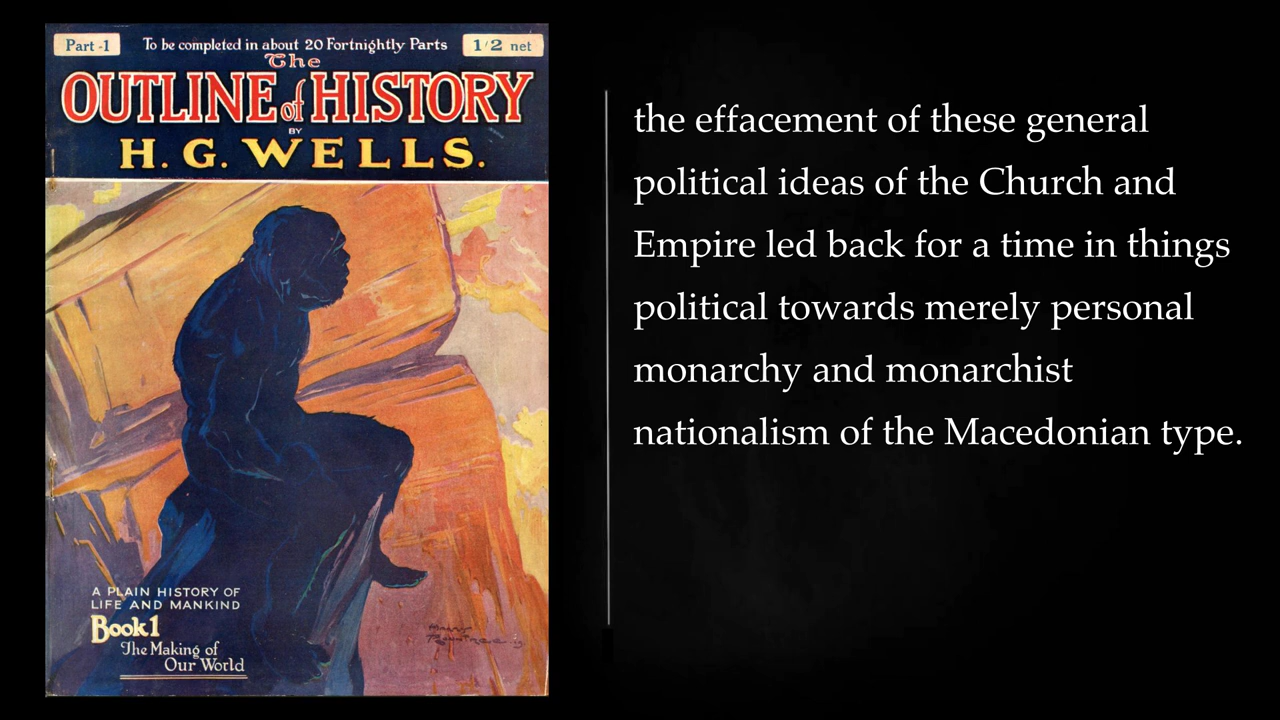 Part -1
To be completed in about 20 Fortnightly Parts
1/2 net
The
OUTLINE of HISTORY
BY
H. G. WELLS.
A PLAIN HISTORY OF
LIFE AND MANKIND
Book 1
The Making of
Our World
the effacement of these general
political ideas of the Church and
Empire led back for a time in things
political towards merely personal
monarchy and monarchist
nationalism of the Macedonian type.